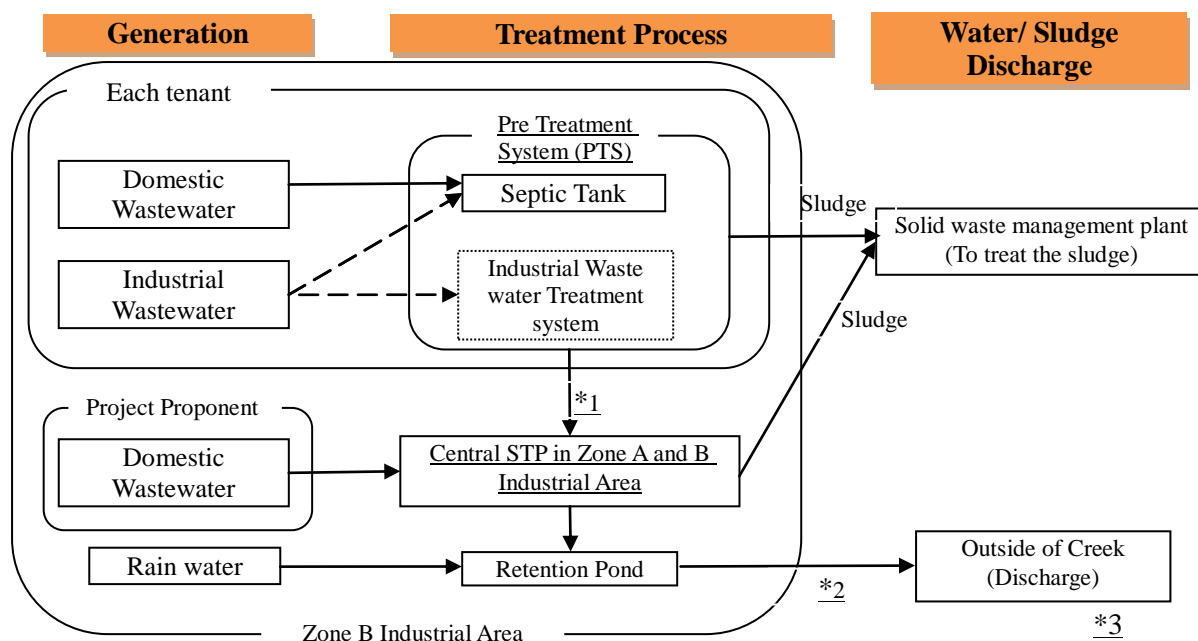 Generation
Treatment Process
Water/ Sludge
Discharge
Each tenant
Pre Treatment
System (PTS)
Domestic
Wastewater
Septic Tank
Sludge
Solid waste management plant
(To treat the sludge)
Industrial
Wastewater
Industrial Waste
water Treatment
system
Sludge
*1
Project Proponent
Domestic
Wastewater
Central STP in Zone A and B
Industrial Area
Rain water
Retention Pond
Outside of Creek
(Discharge)
*2
*3
Zone B Industrial Area